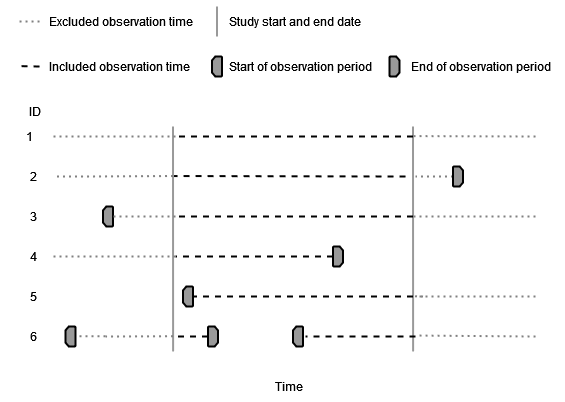 Excluded observation time Study start and end date
Included observation time Start of observation period End of observation period
ID
1
2
3
4
5
6
Time